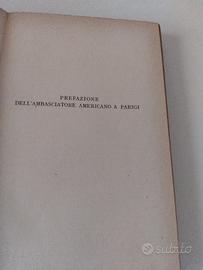 PREFAZIONE
DELL'AMBASCIATORE AMERICANO A PARIGI
subito